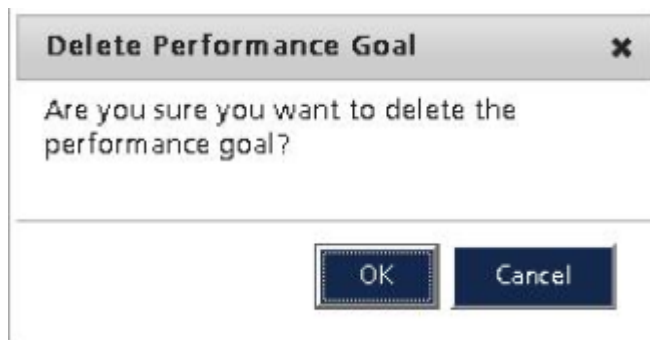 Delete Performance Goal
Are you sure you want to delete the
performance goal?
OK
Cancel